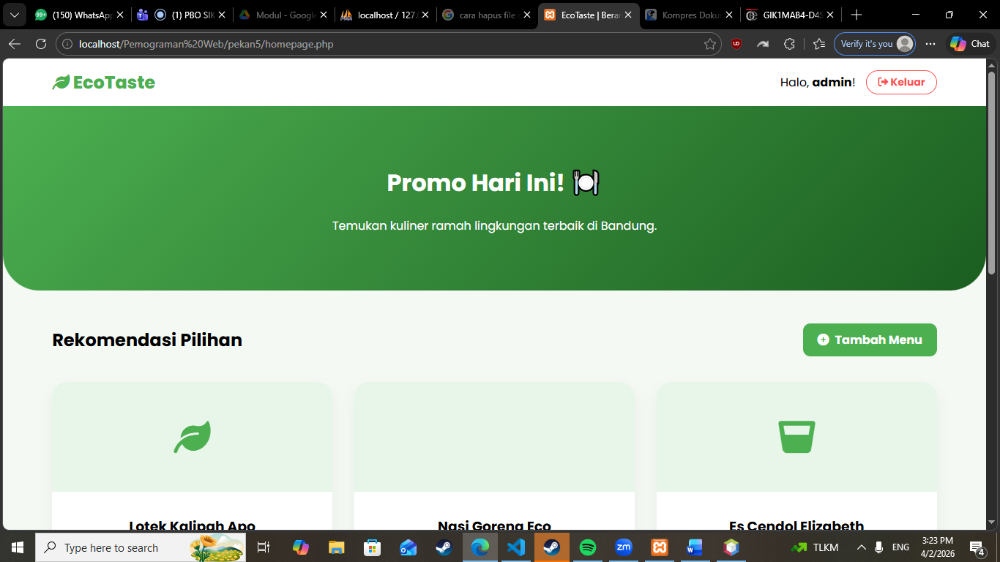 (150) WhatsApp
(1) PBO SIK
Modul - Google
localhost / 127.
cara hapus file
EcoTaste | Beran
Kompres Doku
GIK1MAB4-D4S
localhost/Pemograman%20Web/pekan5/homepage.php
Verify it's you
Chat
EcoTaste
Halo, admin!
Keluar
Promo Hari Ini!
Temukan kuliner ramah lingkungan terbaik di Bandung.
Rekomendasi Pilihan
Tambah Menu
Lotek Kalipah Apo
Nasi Goreng Eco
Es Cendol Elizabeth
Type here to search
TLKM
ENG
3:23 PM
4/2/2026
4